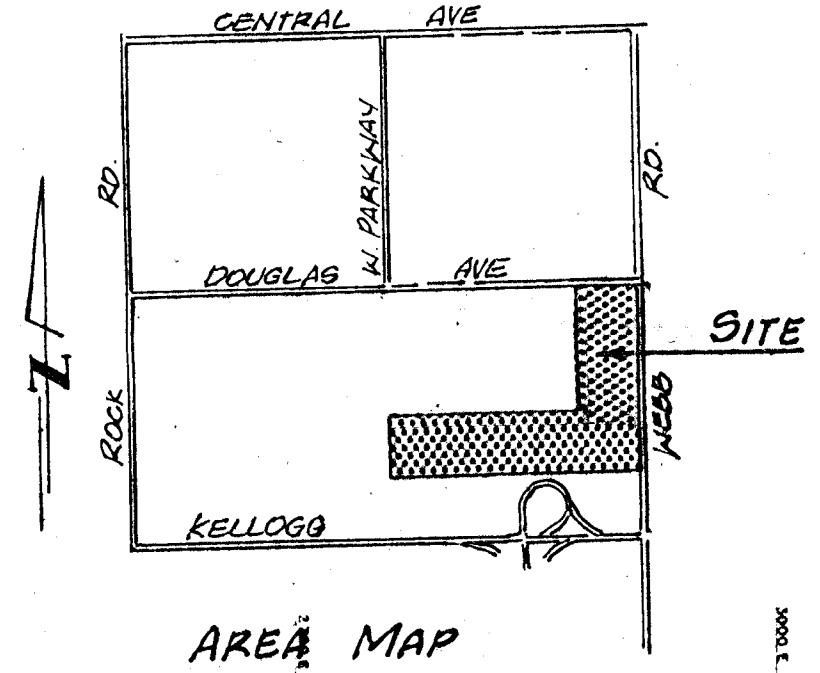 CENTRAL AVE
W. PARKWAY
RD.
RD.
DOUGLAS AVE
SITE
ROCK
WEBB
KELLOGG
N
AREA MAP